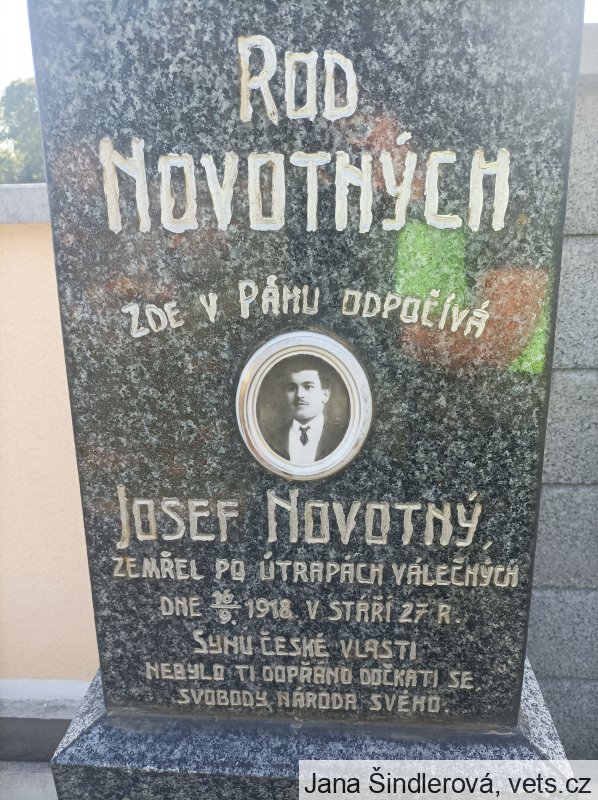 ROD
NOVOTNÝCH
ZDE V PÁNU ODPOČÍVÁ
JOSEF NOVOTNÝ,
ZEMŘEL PO ÚTRAPÁCH VÁLEČNÝCH
DNE 16/9. 1918. V STÁŘÍ 27 R.
SYNU ČESKÉ VLASTI,
NEBYLO TI DOPŘÁNO DOČKATI SE,
SVOBODY, NÁRODA SVÉHO.
Jana Šindlerová, vets.cz